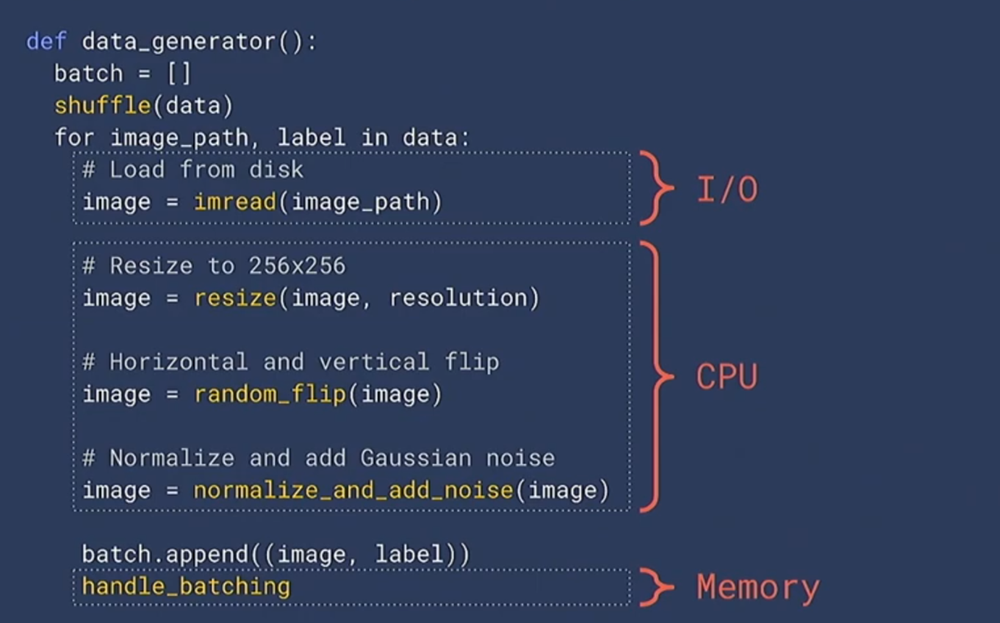 def data_generator():
batch = []
shuffle(data)
for image_path, label in data:
# Load from disk
image = imread(image_path)
I/O
# Resize to 256x256
image = resize(image, resolution)
# Horizontal and vertical flip
image = random_flip(image)
CPU
# Normalize and add Gaussian noise
image = normalize_and_add_noise(image)
batch.append((image, label))
handle_batching
Memory